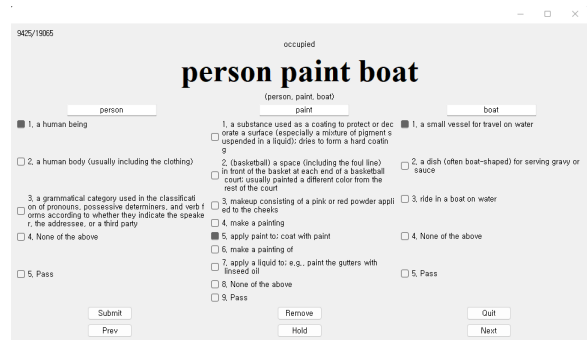 9425/19065
occupied
person paint boat
(person, paint, boat)
person
1, a human being
2, a human body (usually including the clothing)
3, a grammatical category used in the classificati
on of pronouns, possessive determiners, and verb f
orms according to whether they indicate the speake
r, the addressee, or a third party
4, None of the above
5, Pass
paint
1, a substance used as a coating to protect or dec
orate a surface (especially a mixture of pigment s
uspended in a liquid); dries to form a hard coatin
g
2, (basketball) a space (including the foul line)
in front of the basket at each end of a basketball
court; usually painted a different color from the
rest of the court
3, makeup consisting of a pink or red powder appli
ed to the cheeks
4, make a painting
5, apply paint to; coat with paint
6, make a painting of
7, apply a liquid to; e.g., paint the gutters with
linseed oil
8, None of the above
9, Pass
boat
1, a small vessel for travel on water
2, a dish (often boat-shaped) for serving gravy or
sauce
3, ride in a boat on water
4, None of the above
5, Pass
Submit
Remove
Quit
Prev
Hold
Next